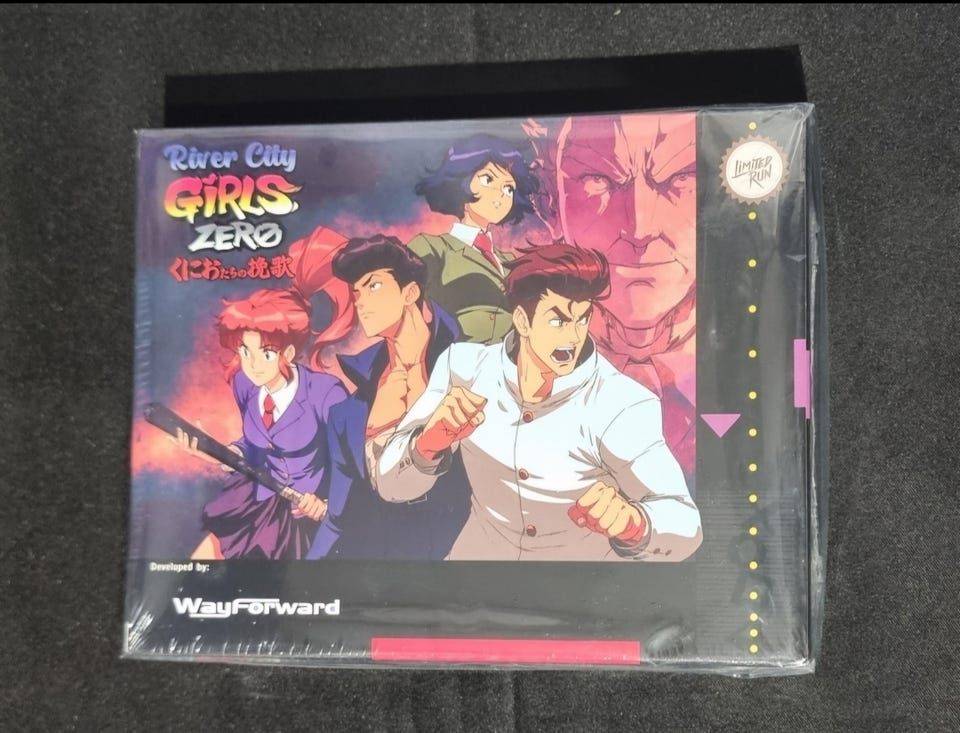 River City
GiRLS
ZERO
くにおたちの挽歌
LIMITED
RUN
Developed by:
WayForward